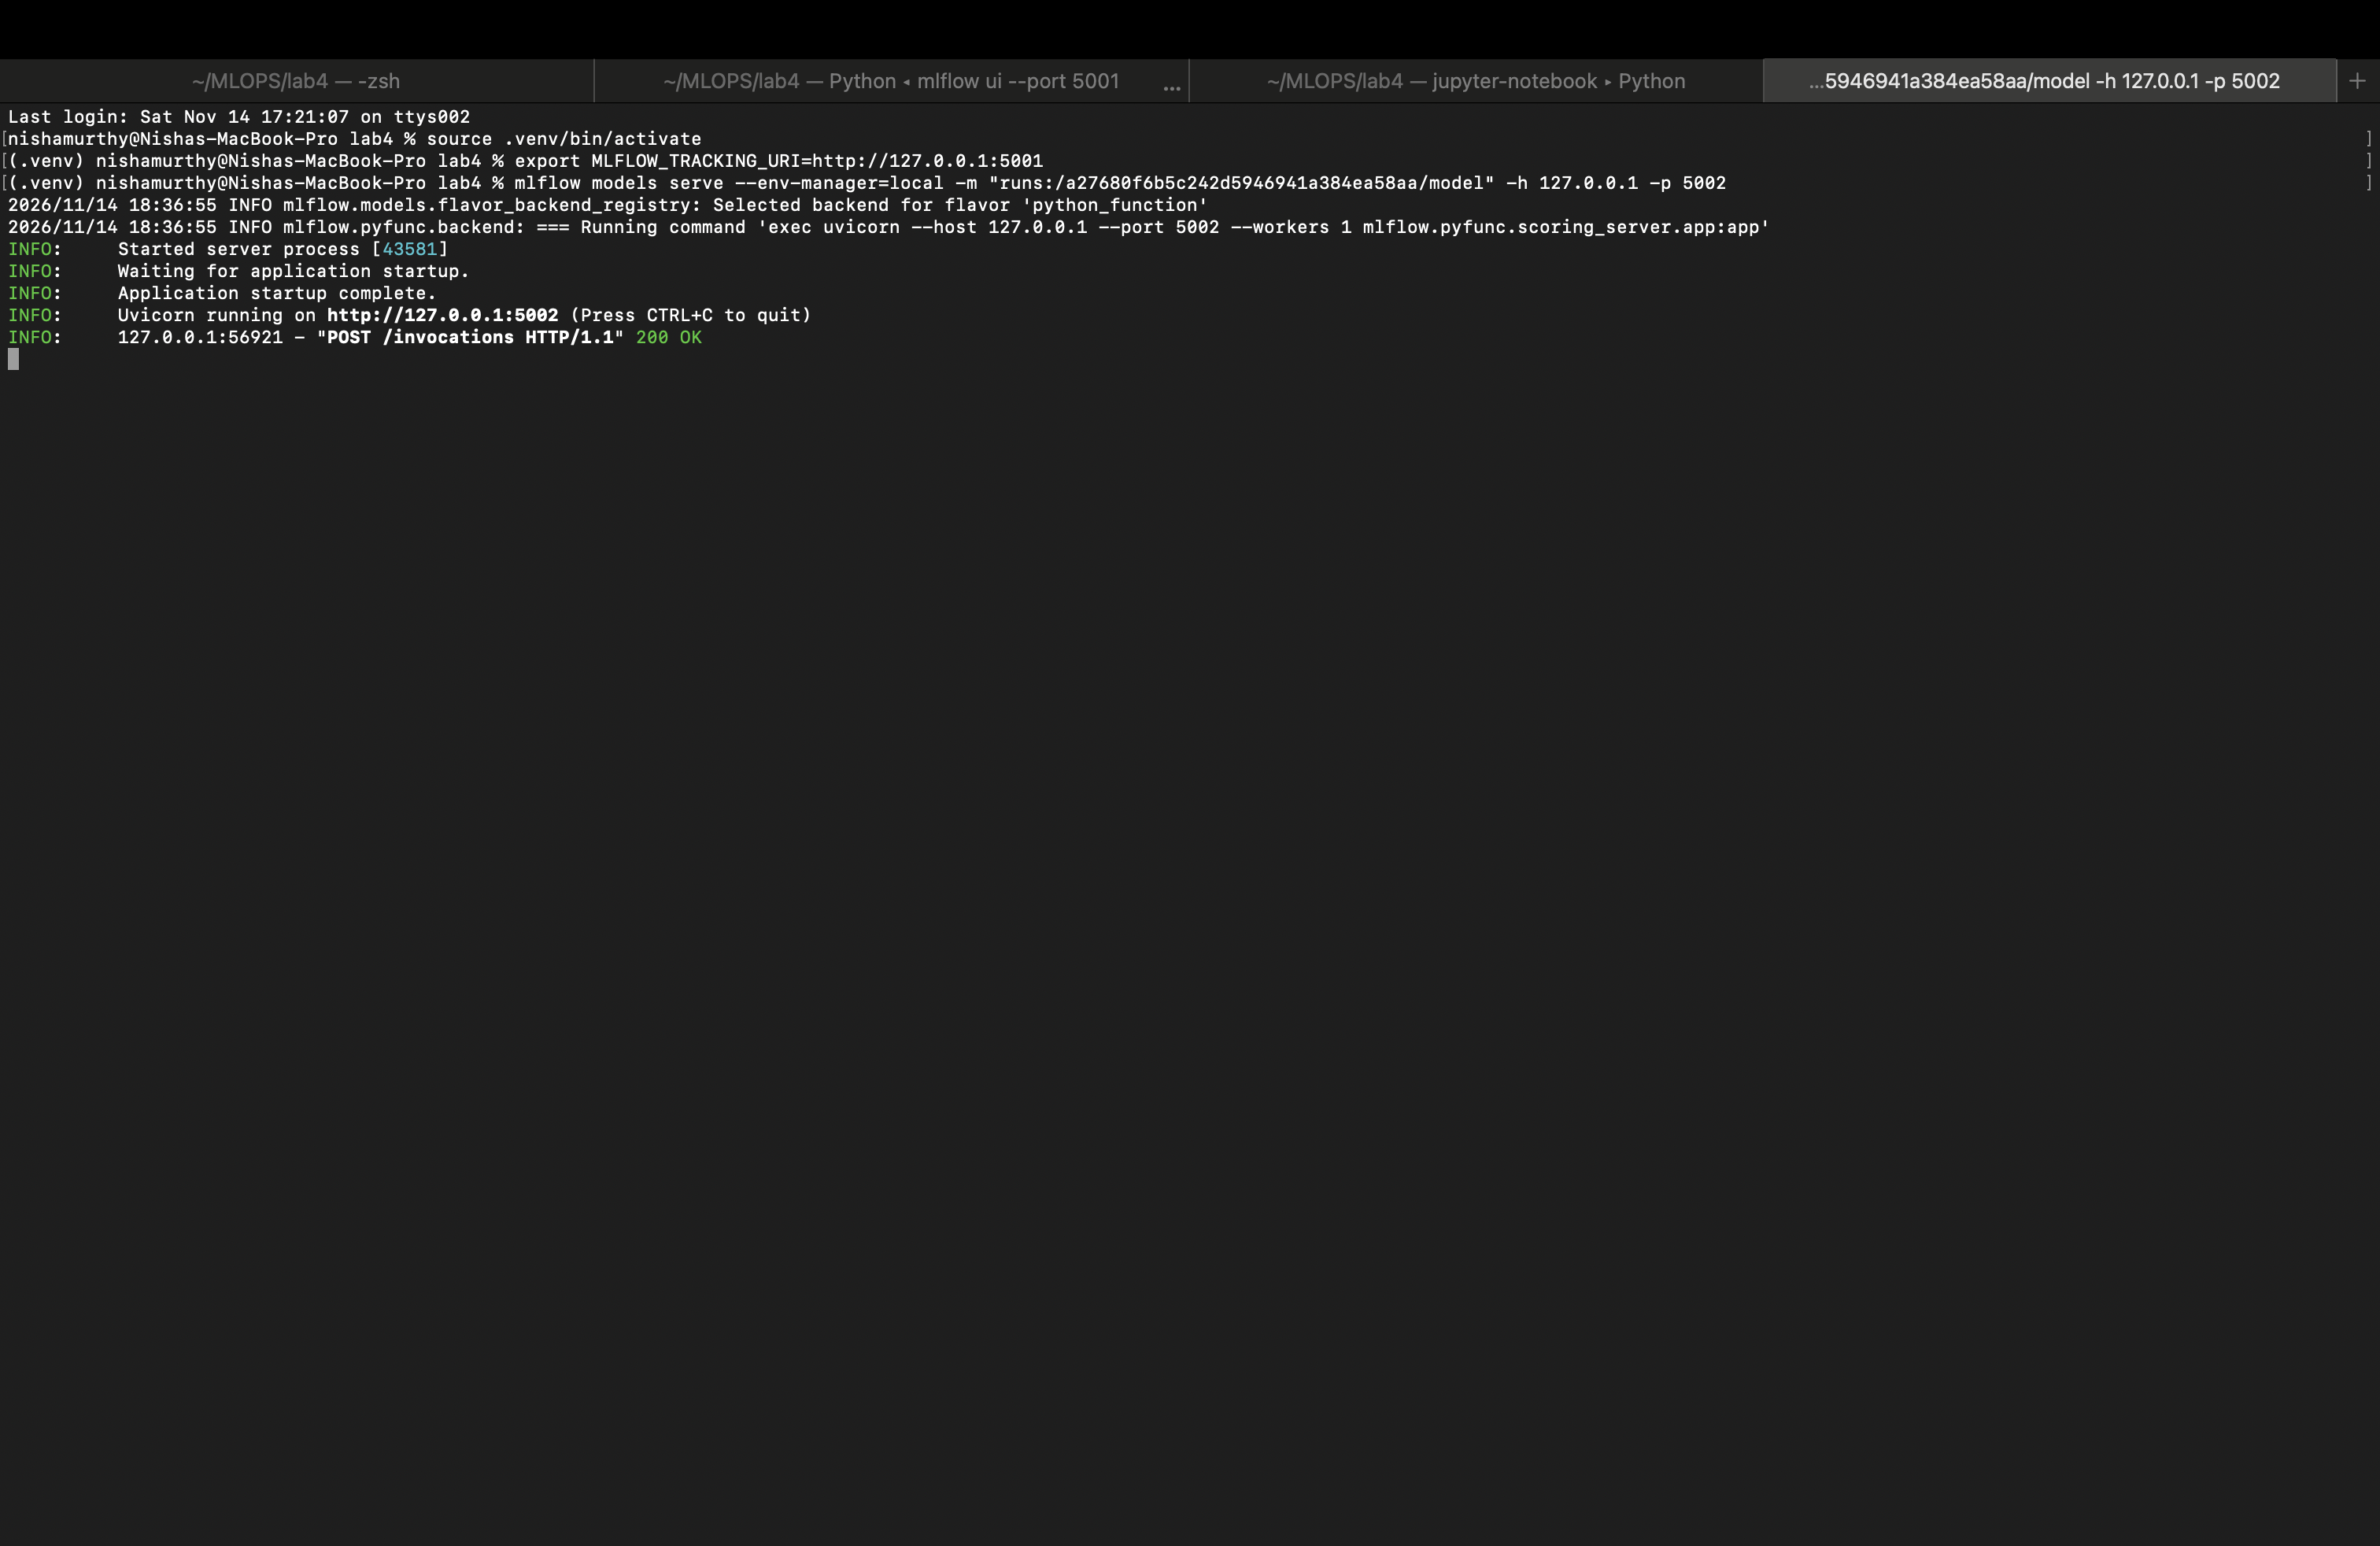 ~/MLOPS/lab4 — -zsh
~/MLOPS/lab4 — Python ◂ mlflow ui --port 5001 ...
~/MLOPS/lab4 — jupyter-notebook ▸ Python
...5946941a384ea58aa/model -h 127.0.0.1 -p 5002
+
Last login: Sat Nov 14 17:21:07 on ttys002
[nishamurthy@Nishas-MacBook-Pro lab4 % source .venv/bin/activate ]
[(.venv) nishamurthy@Nishas-MacBook-Pro lab4 % export MLFLOW_TRACKING_URI=http://127.0.0.1:5001 ]
[(.venv) nishamurthy@Nishas-MacBook-Pro lab4 % mlflow models serve --env-manager=local -m "runs:/a27680f6b5c242d5946941a384ea58aa/model" -h 127.0.0.1 -p 5002 ]
2026/11/14 18:36:55 INFO mlflow.models.flavor_backend_registry: Selected backend for flavor 'python_function'
2026/11/14 18:36:55 INFO mlflow.pyfunc.backend: === Running command 'exec uvicorn --host 127.0.0.1 --port 5002 --workers 1 mlflow.pyfunc.scoring_server.app:app'
INFO:     Started server process [43581]
INFO:     Waiting for application startup.
INFO:     Application startup complete.
INFO:     Uvicorn running on http://127.0.0.1:5002 (Press CTRL+C to quit)
INFO:     127.0.0.1:56921 - "POST /invocations HTTP/1.1" 200 OK